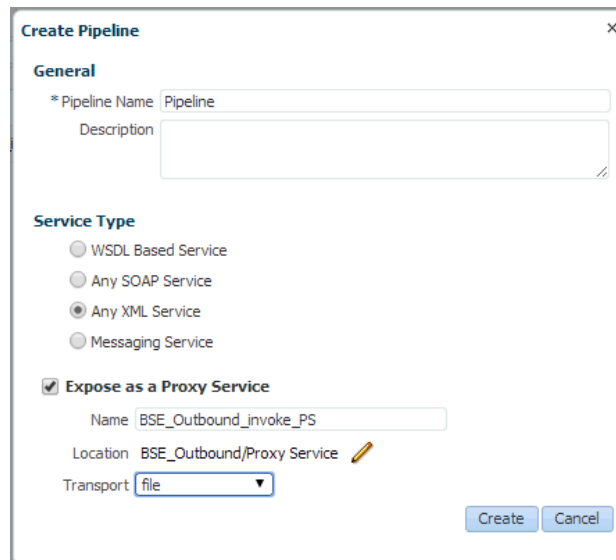 Create Pipeline
General
* Pipeline Name Pipeline
Description
Service Type
WSDL Based Service
Any SOAP Service
Any XML Service
Messaging Service
Expose as a Proxy Service
Name BSE_Outbound_invoke_PS
Location BSE_Outbound/Proxy Service
Transport file
Create Cancel